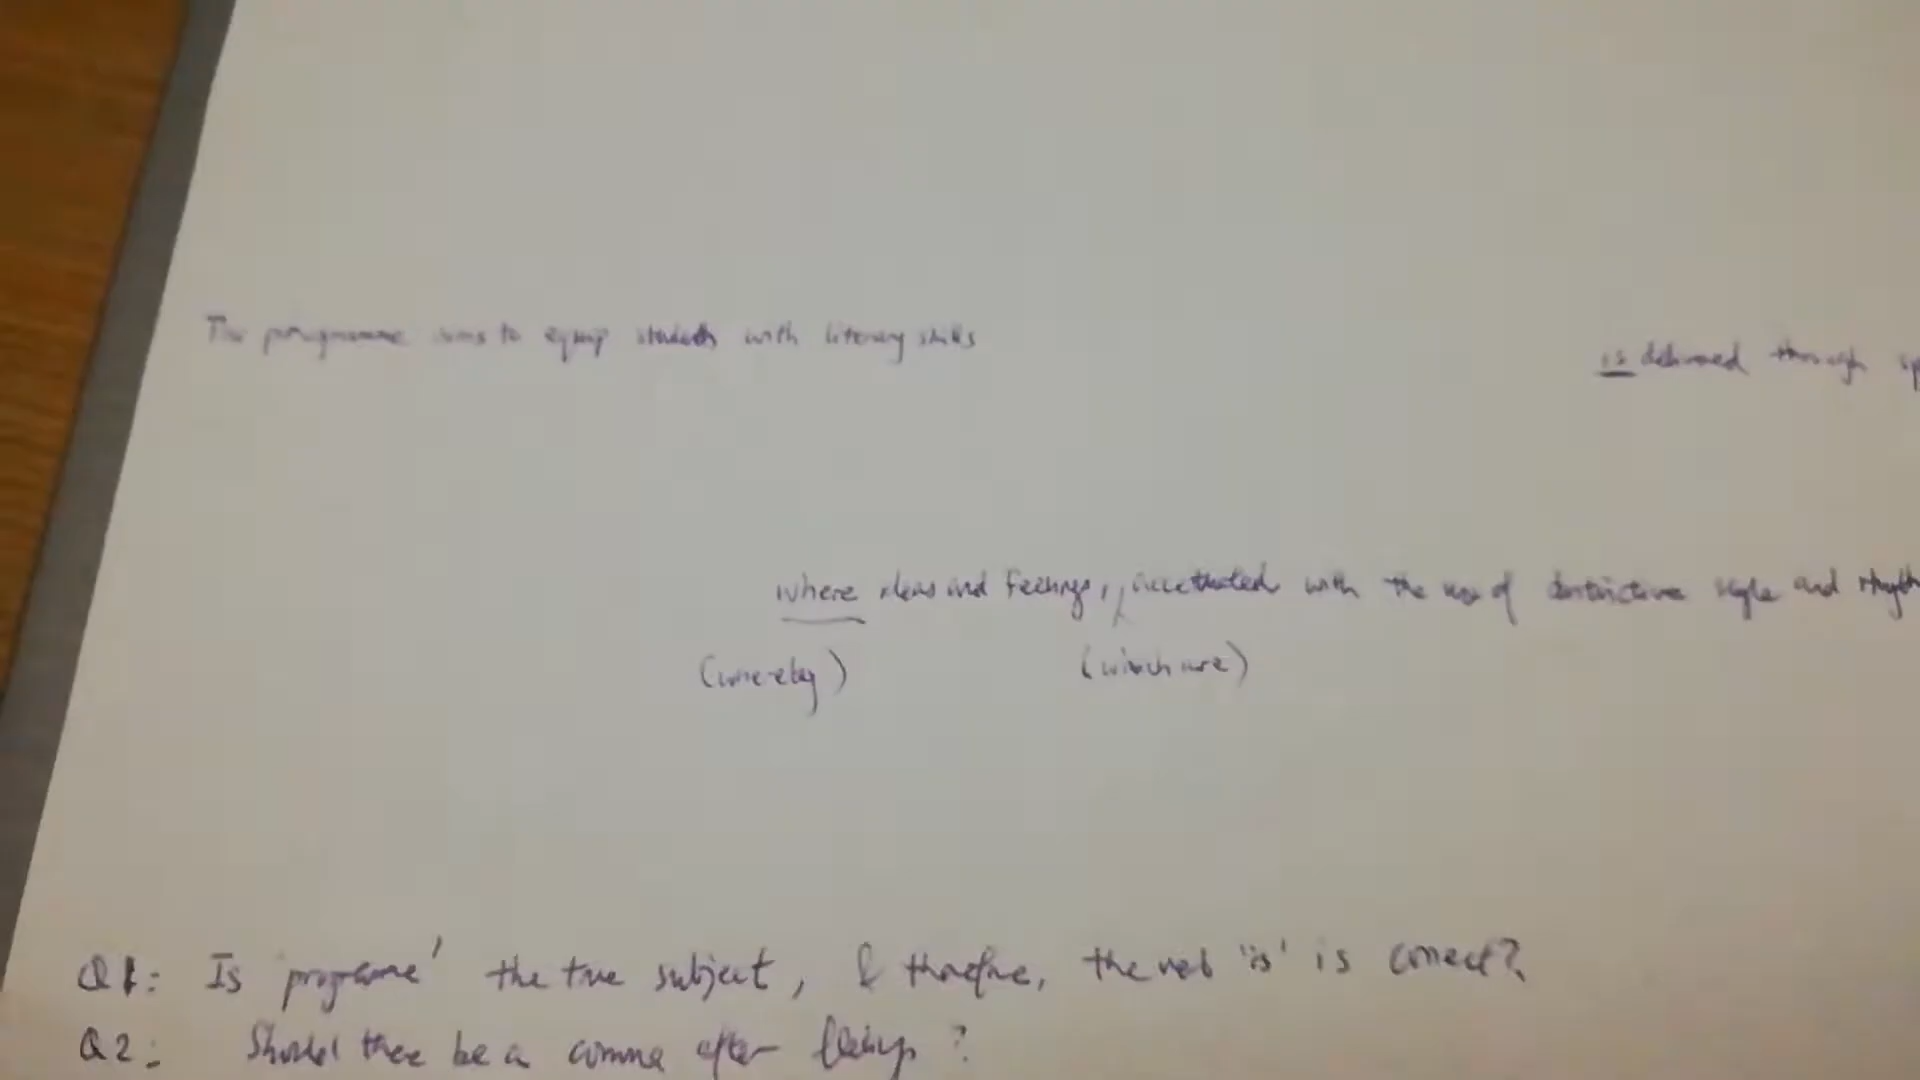 The programme aims to equip students with literary skills
is delivered through
where ideas and feelings, accentuated with the use of distinctive style and rhyth
(whereby) (which are)
Q1: Is 'programe' the true subject, & therefore, the verb 'is' is correct?
Q2: Should there be a comma after feelings?